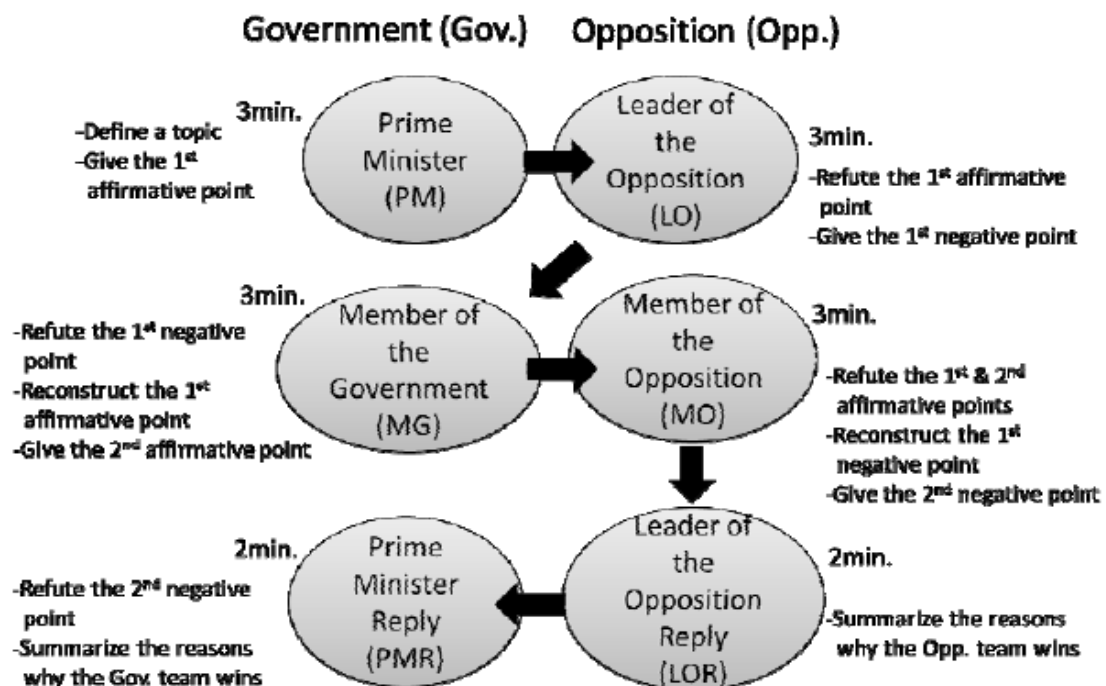 Government (Gov.)
Opposition (Opp.)
3min.
-Define a topic
-Give the 1st
affirmative point
Prime
Minister
(PM)
Leader of
the
Opposition
(LO)
3min.
-Refute the 1st affirmative
point
-Give the 1st negative point
3min.
-Refute the 1st negative
point
-Reconstruct the 1st
affirmative point
-Give the 2nd affirmative point
Member of
the
Government
(MG)
Member of
the
Opposition
(MO)
3min.
-Refute the 1st & 2nd
affirmative points
-Reconstruct the 1st
negative point
-Give the 2nd negative point
2min.
-Refute the 2nd negative
point
-Summarize the reasons
why the Gov. team wins
Prime
Minister
Reply
(PMR)
Leader of
the
Opposition
Reply
(LOR)
2min.
-Summarize the reasons
why the Opp. team wins